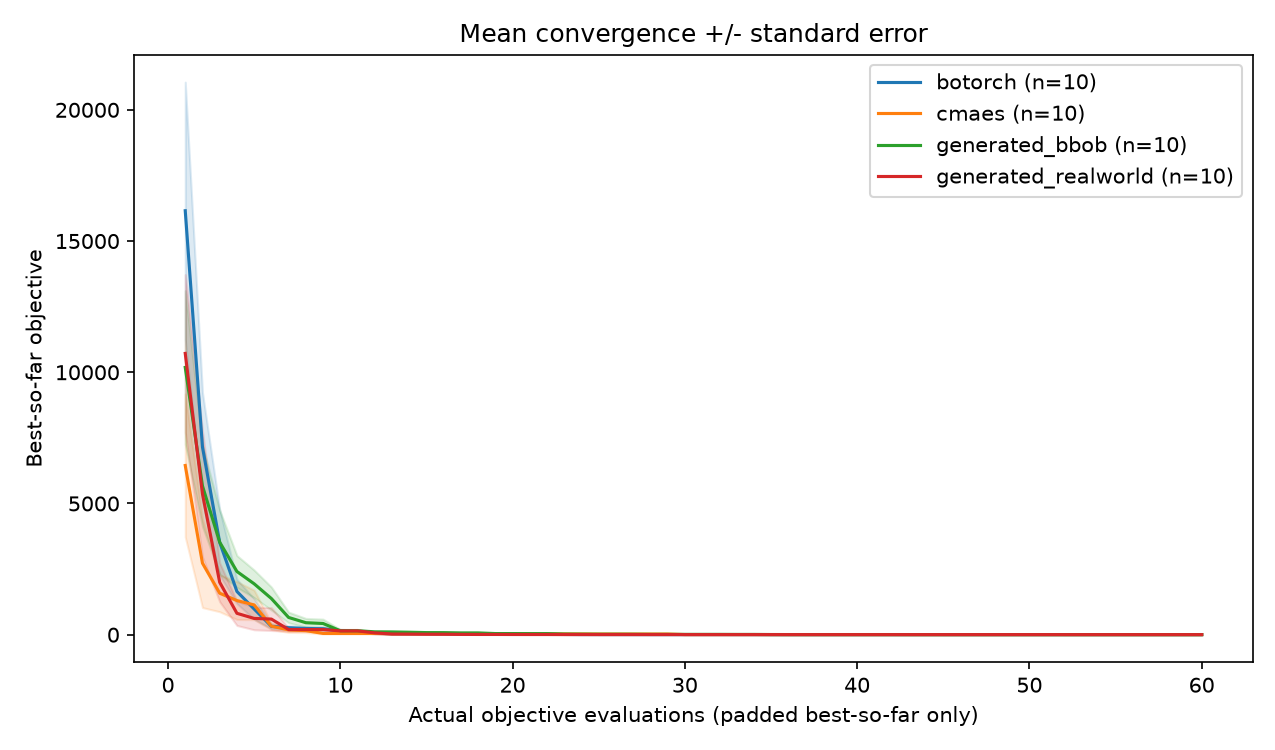 Mean convergence +/- standard error
botorch (n=10)
cmaes (n=10)
generated_bbob (n=10)
generated_realworld (n=10)
Best-so-far objective
20000
15000
10000
5000
0
0 10 20 30 40 50 60
Actual objective evaluations (padded best-so-far only)